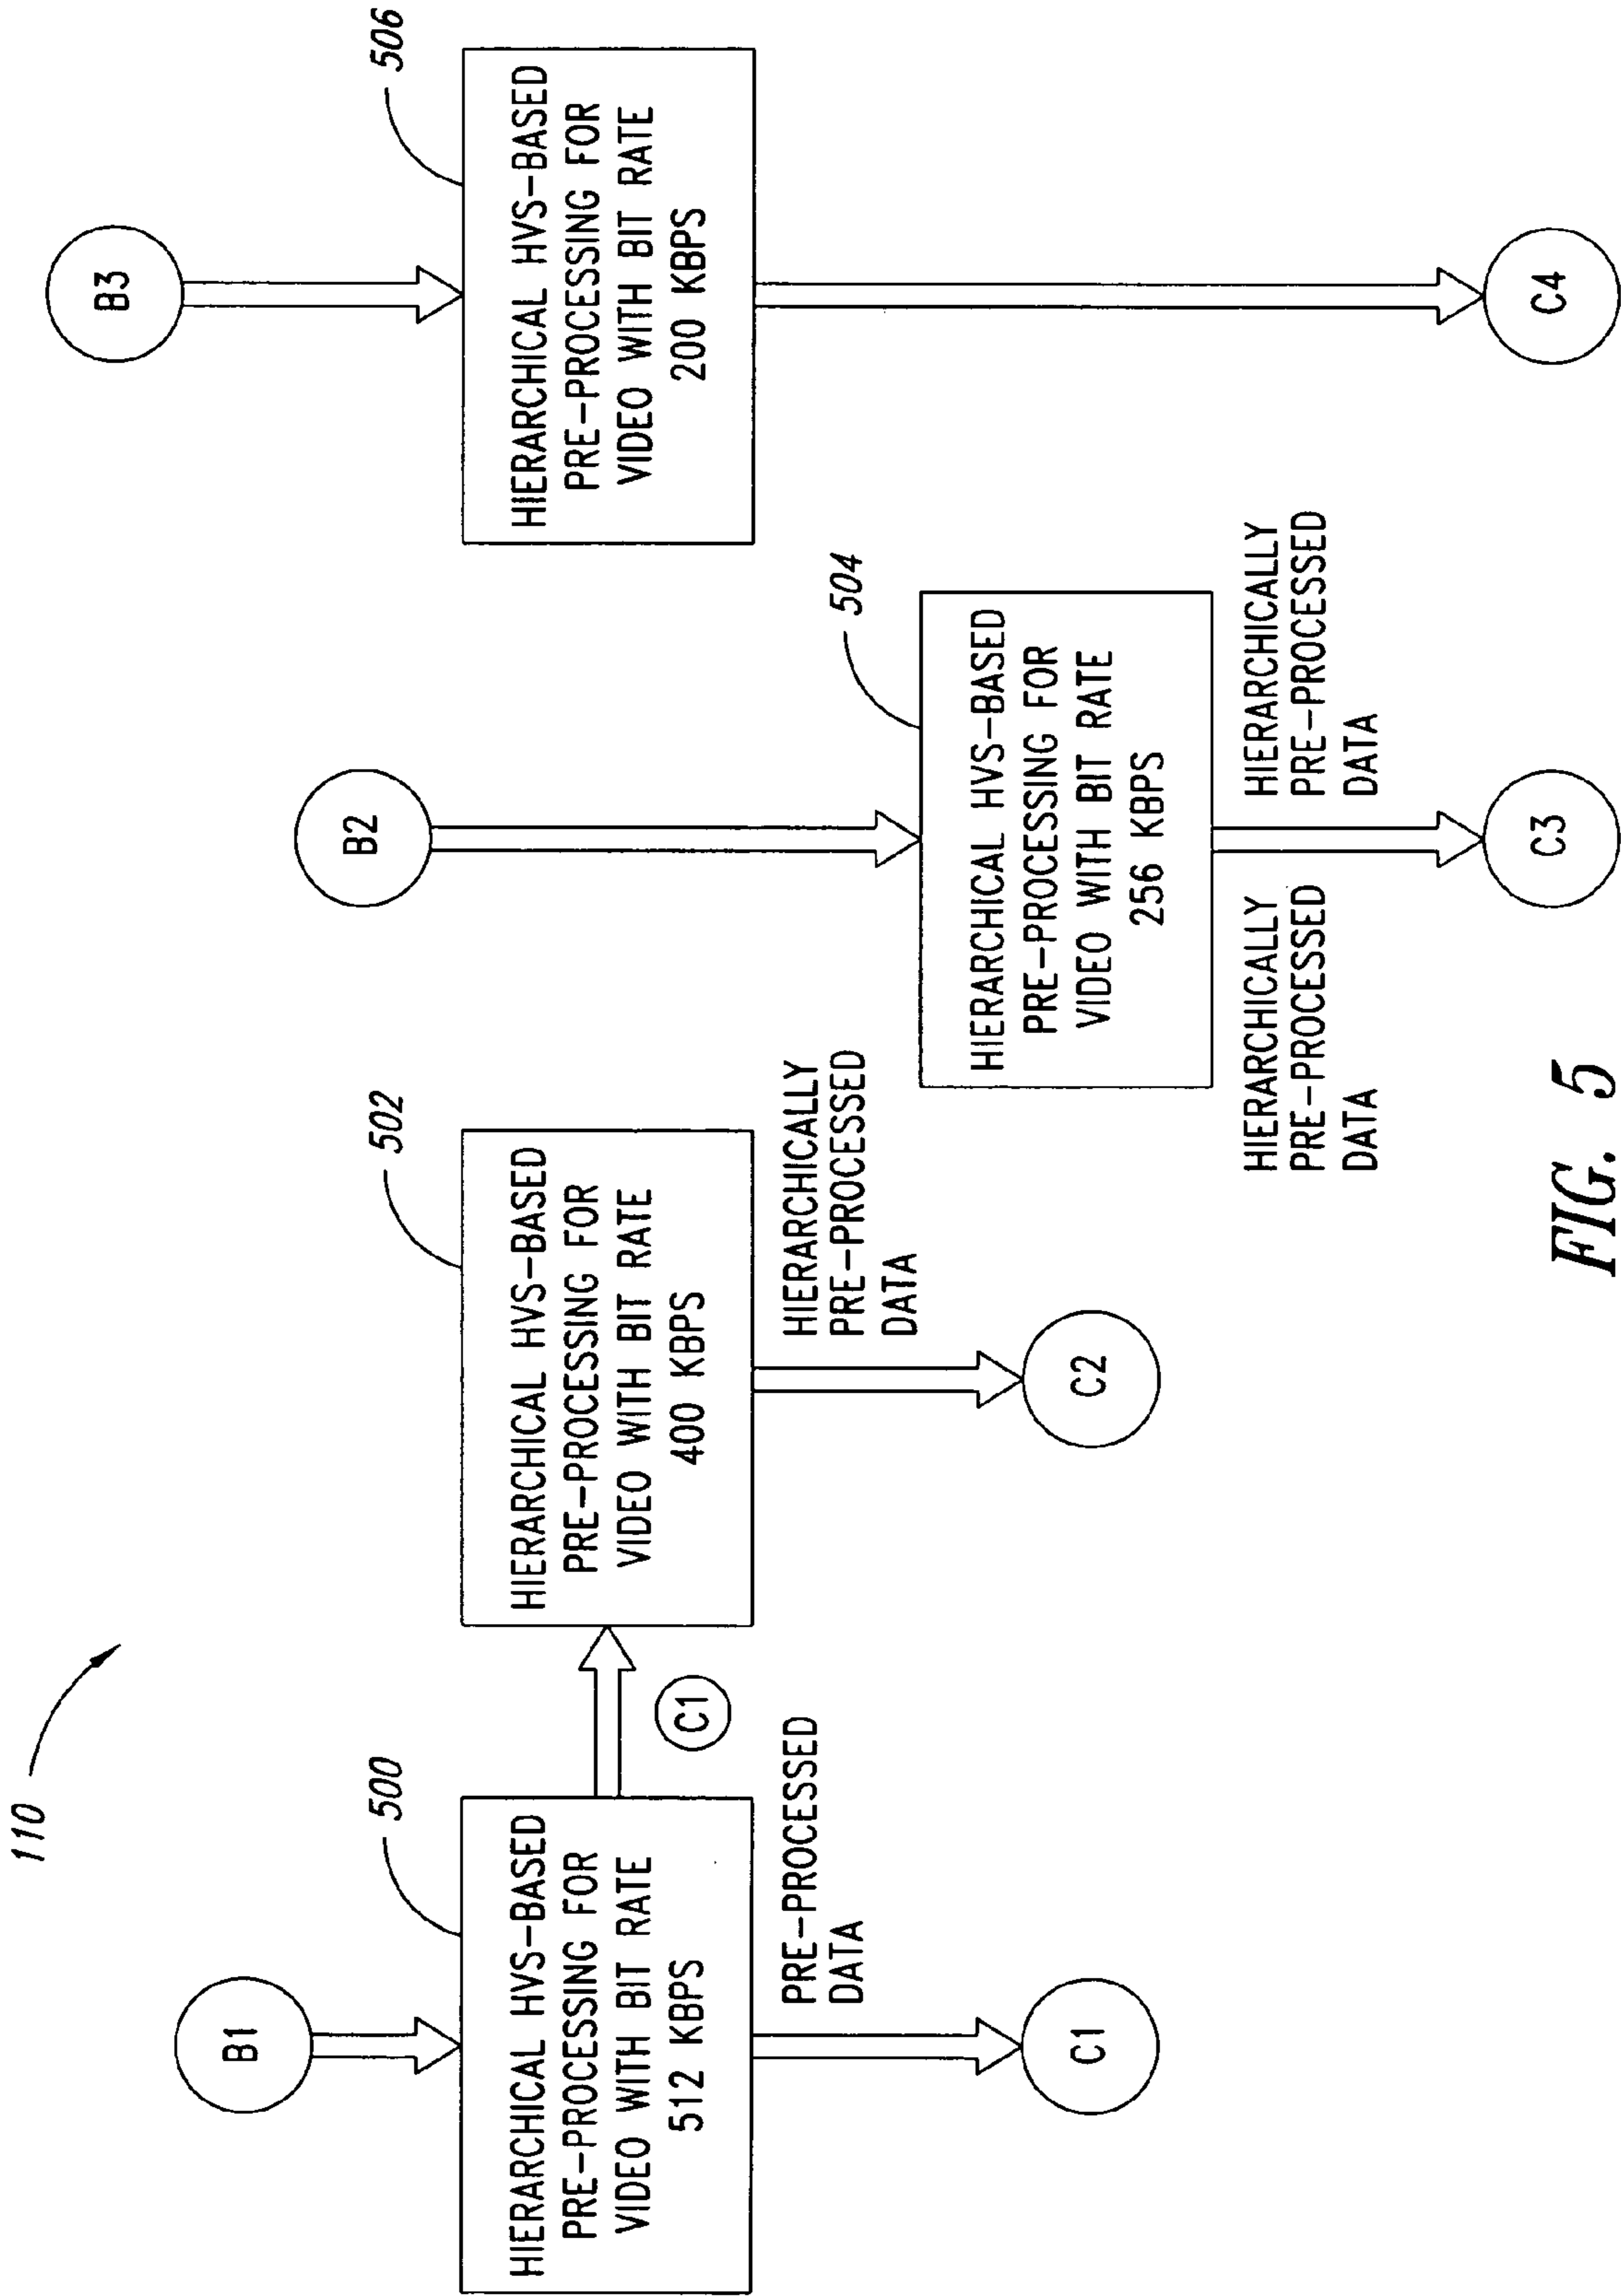 110
B1
500
HIERARCHICAL HVS-BASED
PRE-PROCESSING FOR
VIDEO WITH BIT RATE
512 KBPS
PRE-PROCESSED
DATA
C1
C1
502
HIERARCHICAL HVS-BASED
PRE-PROCESSING FOR
VIDEO WITH BIT RATE
400 KBPS
HIERARCHICALLY
PRE-PROCESSED
DATA
C2
B2
504
HIERARCHICAL HVS-BASED
PRE-PROCESSING FOR
VIDEO WITH BIT RATE
256 KBPS
HIERARCHICALLY
PRE-PROCESSED
DATA
HIERARCHICALLY
PRE-PROCESSED
DATA
C3
B3
506
HIERARCHICAL HVS-BASED
PRE-PROCESSING FOR
VIDEO WITH BIT RATE
200 KBPS
C4
FIG. 5